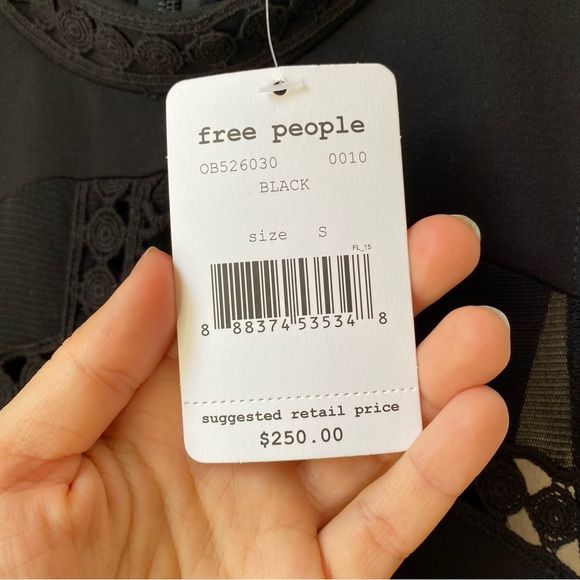 free people
OB526030 0010
BLACK
size S
FL_15
8 88374 53534 8
suggested retail price
$250.00